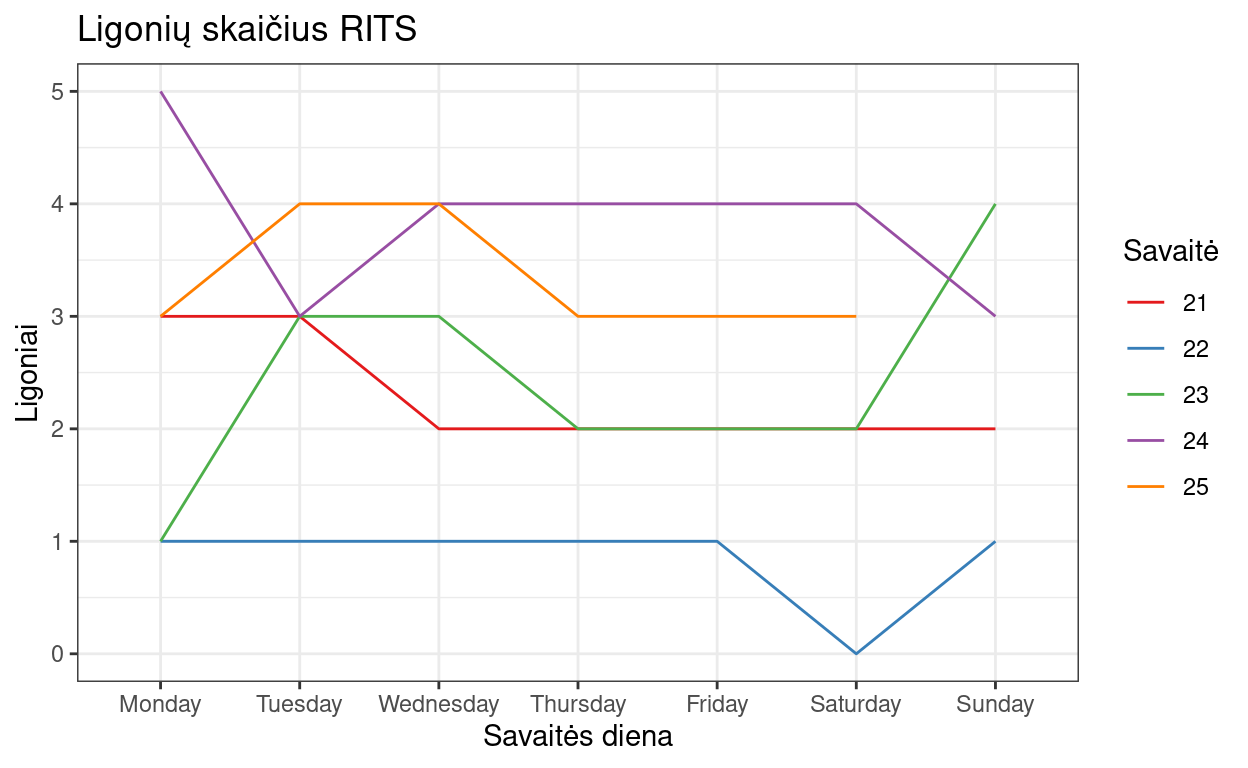 Ligonių skaičius RITS
5
4
3
2
1
0
Ligoniai
Monday Tuesday Wednesday Thursday Friday Saturday Sunday
Savaitės diena
Savaitė
21
22
23
24
25